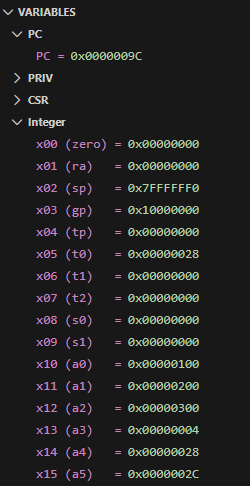 VARIABLES
PC
PC = 0x0000009C
PRIV
CSR
Integer
x00 (zero) = 0x00000000
x01 (ra) = 0x00000000
x02 (sp) = 0x7FFFFFF0
x03 (gp) = 0x10000000
x04 (tp) = 0x00000000
x05 (t0) = 0x00000028
x06 (t1) = 0x00000000
x07 (t2) = 0x00000000
x08 (s0) = 0x00000000
x09 (s1) = 0x00000000
x10 (a0) = 0x00000100
x11 (a1) = 0x00000200
x12 (a2) = 0x00000300
x13 (a3) = 0x00000004
x14 (a4) = 0x00000028
x15 (a5) = 0x0000002C